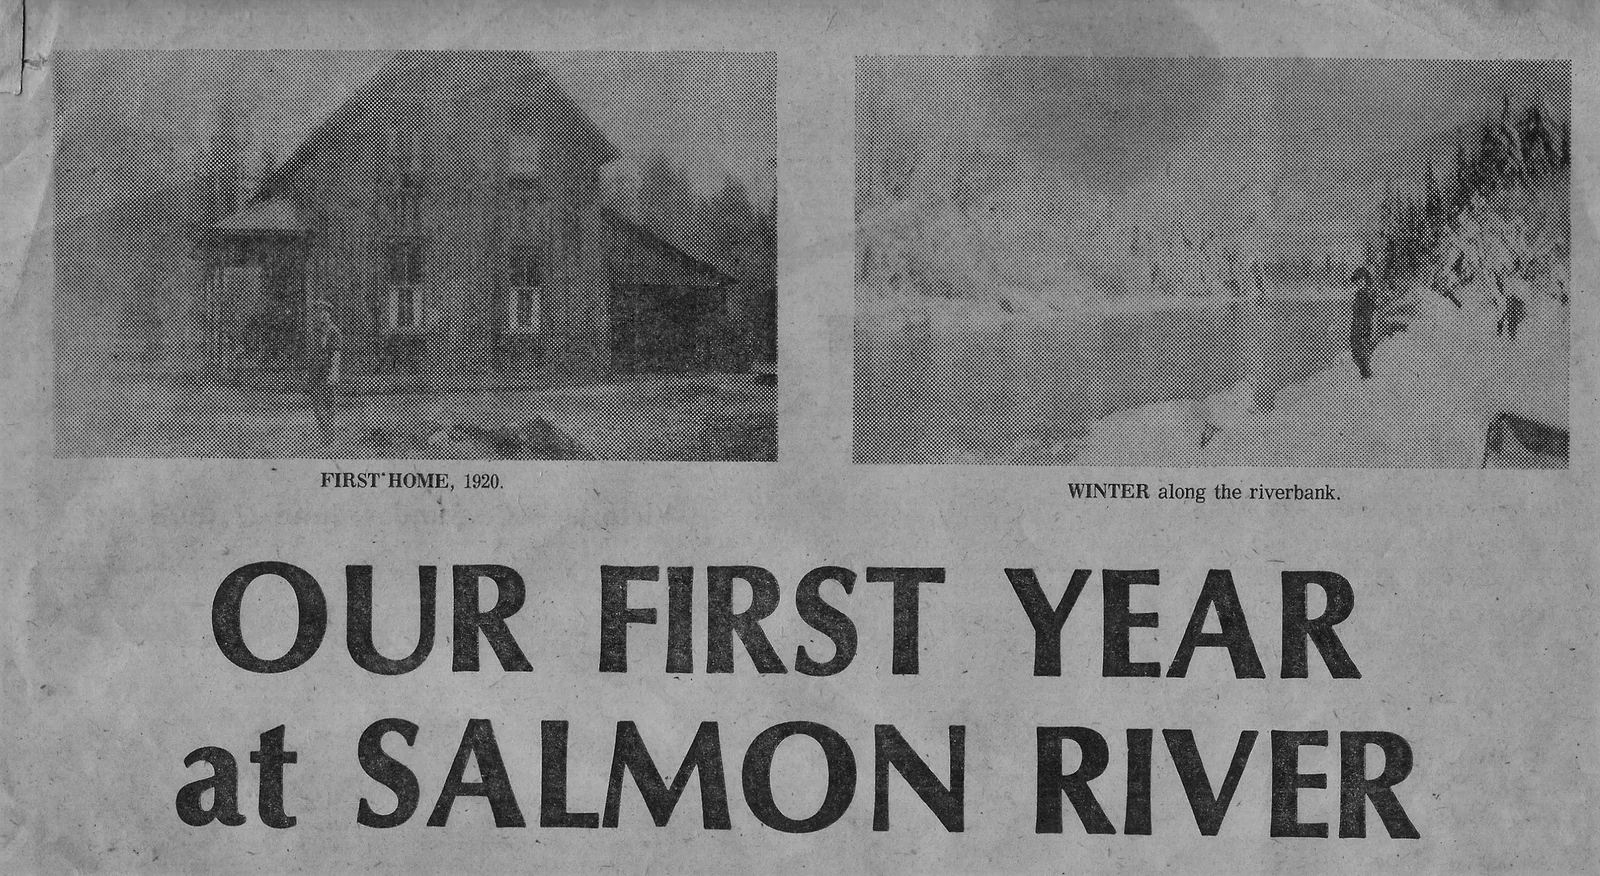 FIRST HOME, 1920.
WINTER along the riverbank.
OUR FIRST YEAR
at SALMON RIVER